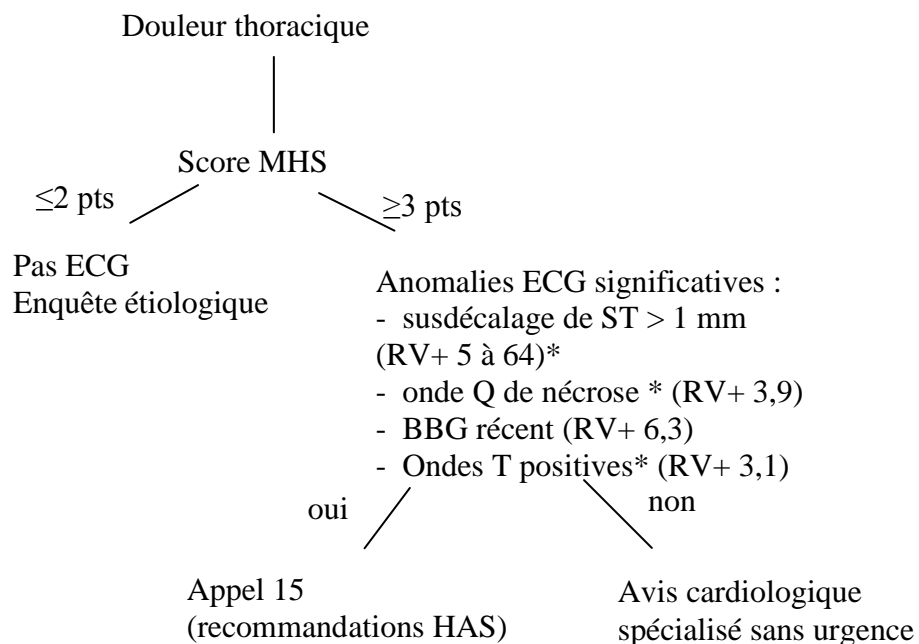 Douleur thoracique
Score MHS
≤2 pts
≥3 pts
Pas ECG
Enquête étiologique
Anomalies ECG significatives :
- susdécalage de ST > 1 mm
(RV+ 5 à 64)*
- onde Q de nécrose * (RV+ 3,9)
- BBG récent (RV+ 6,3)
- Ondes T positives* (RV+ 3,1)
oui
non
Appel 15
(recommandations HAS)
Avis cardiologique
spécialisé sans urgence